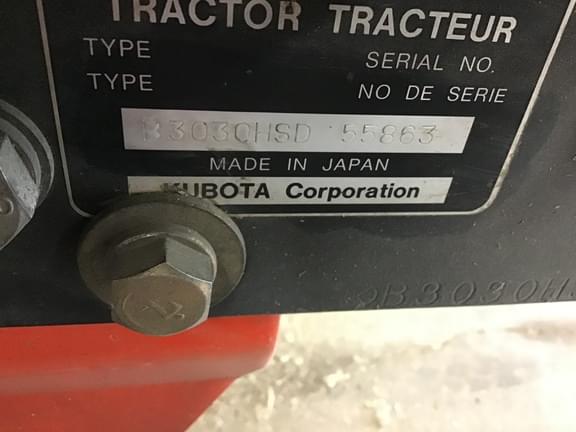 TRACTOR TRACTEUR
TYPE SERIAL NO.
TYPE NO DE SERIE
B3030HSD 55863
MADE IN JAPAN
KUBOTA Corporation
B3030H